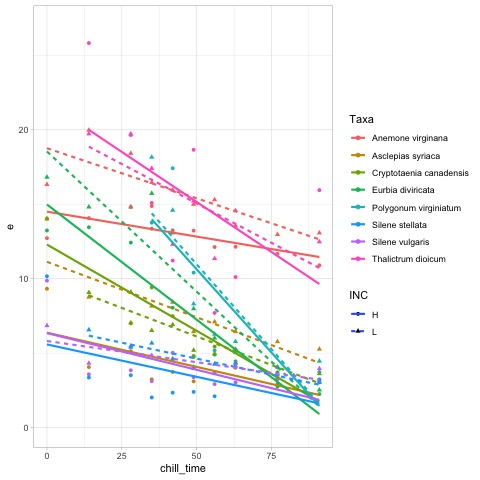 20
10
0
e
0
25
50
75
chill_time
Taxa
Anemone virginana
Asclepias syriaca
Cryptotaenia canadensis
Eurbia diviricata
Polygonum virginiatum
Silene stellata
Silene vulgaris
Thalictrum dioicum
INC
H
L